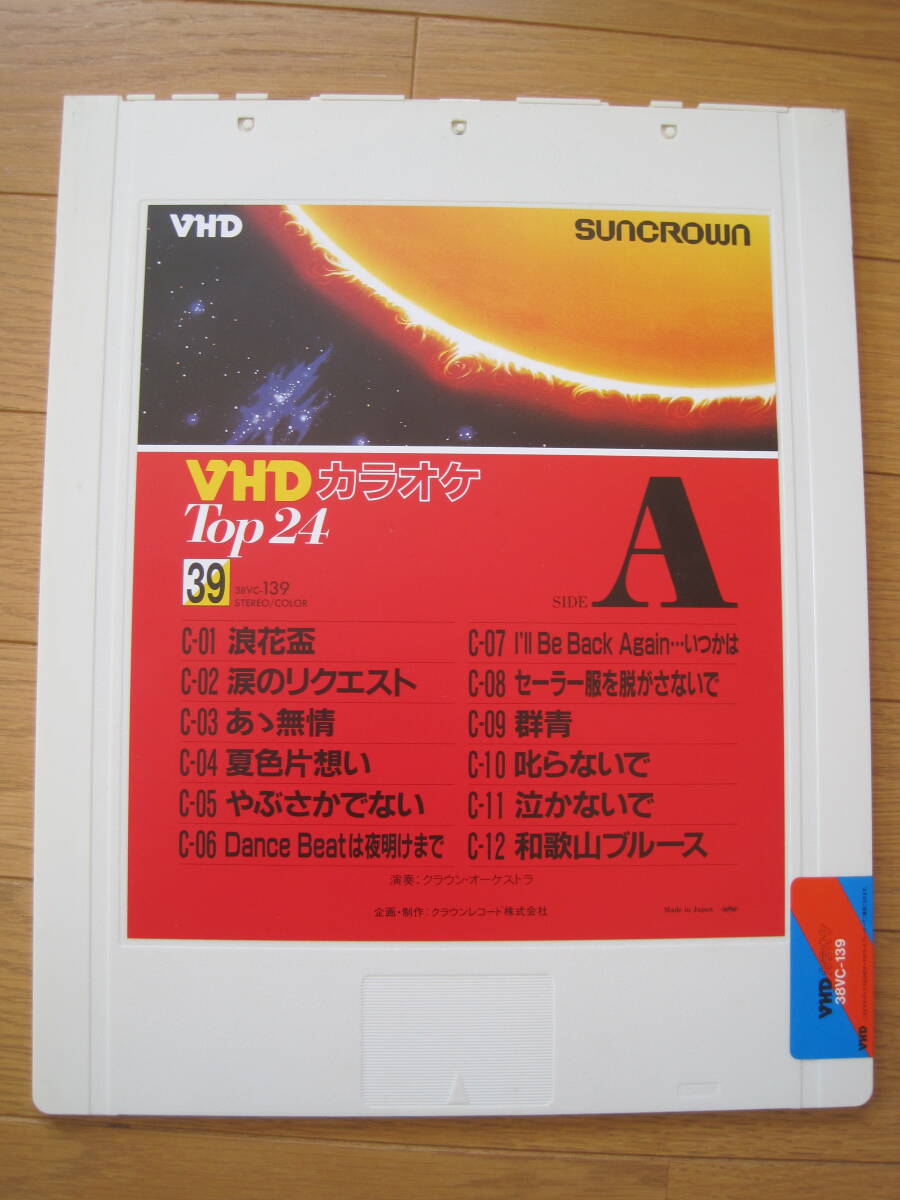 VHD
SUNCROWN
VHDカラオケ
Top 24
39
38VC-139
STEREO/COLOR
SIDE A
C-01 浪花盃
C-02 涙のリクエスト
C-03 あゝ無情
C-04 夏色片想い
C-05 やぶさかでない
C-06 Dance Beatは夜明けまで
C-07 I'll Be Back Again…いつかは
C-08 セーラー服を脱がさないで
C-09 群青
C-10 叱らないで
C-11 泣かないで
C-12 和歌山ブルース
演奏：クラウン・オーケストラ
企画・制作：クラウンレコード株式会社
Made in Japan
VHD
38VC-139
VHD